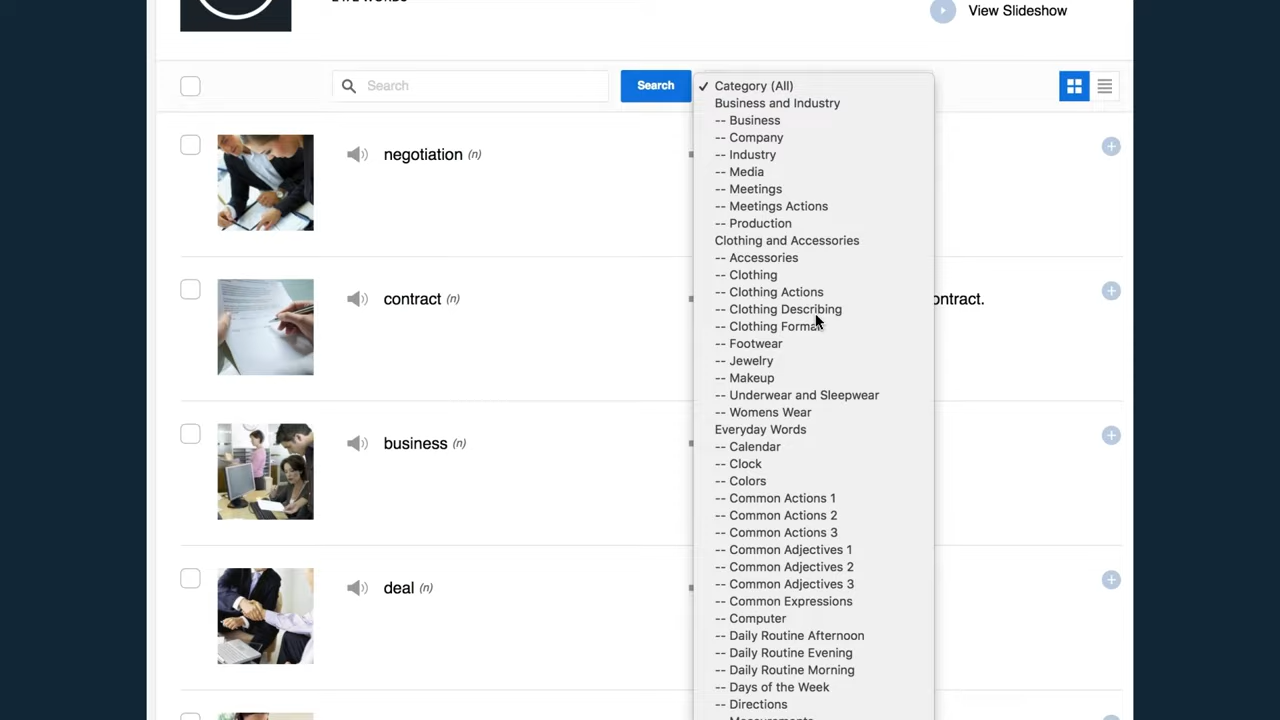 View Slideshow
Search
Search
negotiation (n)
contract (n)
ontract.
business (n)
deal (n)
✓ Category (All)
Business and Industry
-- Business
-- Company
-- Industry
-- Media
-- Meetings
-- Meetings Actions
-- Production
Clothing and Accessories
-- Accessories
-- Clothing
-- Clothing Actions
-- Clothing Describing
-- Clothing Formal
-- Footwear
-- Jewelry
-- Makeup
-- Underwear and Sleepwear
-- Womens Wear
Everyday Words
-- Calendar
-- Clock
-- Colors
-- Common Actions 1
-- Common Actions 2
-- Common Actions 3
-- Common Adjectives 1
-- Common Adjectives 2
-- Common Adjectives 3
-- Common Expressions
-- Computer
-- Daily Routine Afternoon
-- Daily Routine Evening
-- Daily Routine Morning
-- Days of the Week
-- Directions